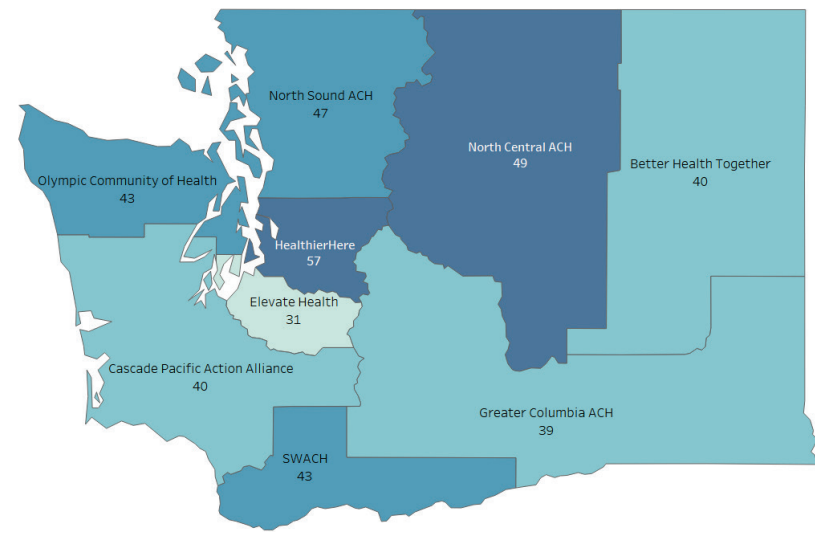 North Sound ACH
47
North Central ACH
49
Better Health Together
40
Olympic Community of Health
43
HealthierHere
57
Elevate Health
31
Cascade Pacific Action Alliance
40
Greater Columbia ACH
39
SWACH
43